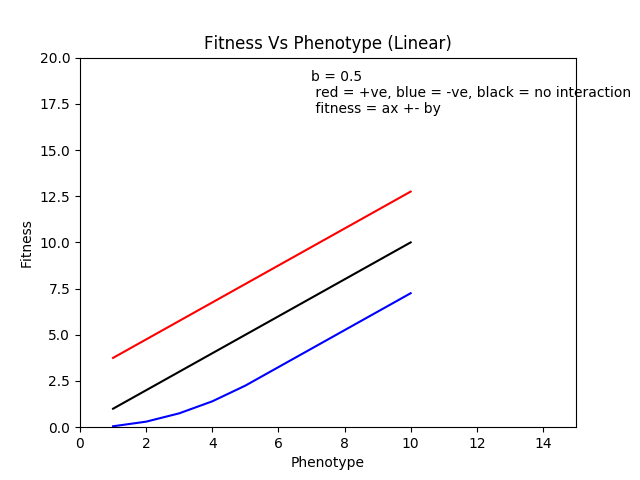 Fitness Vs Phenotype (Linear)
b = 0.5
red = +ve, blue = -ve, black = no interaction
fitness = ax +- by
20.0
17.5
15.0
12.5
10.0
7.5
5.0
2.5
0.0
Fitness
0 2 4 6 8 10 12 14
Phenotype